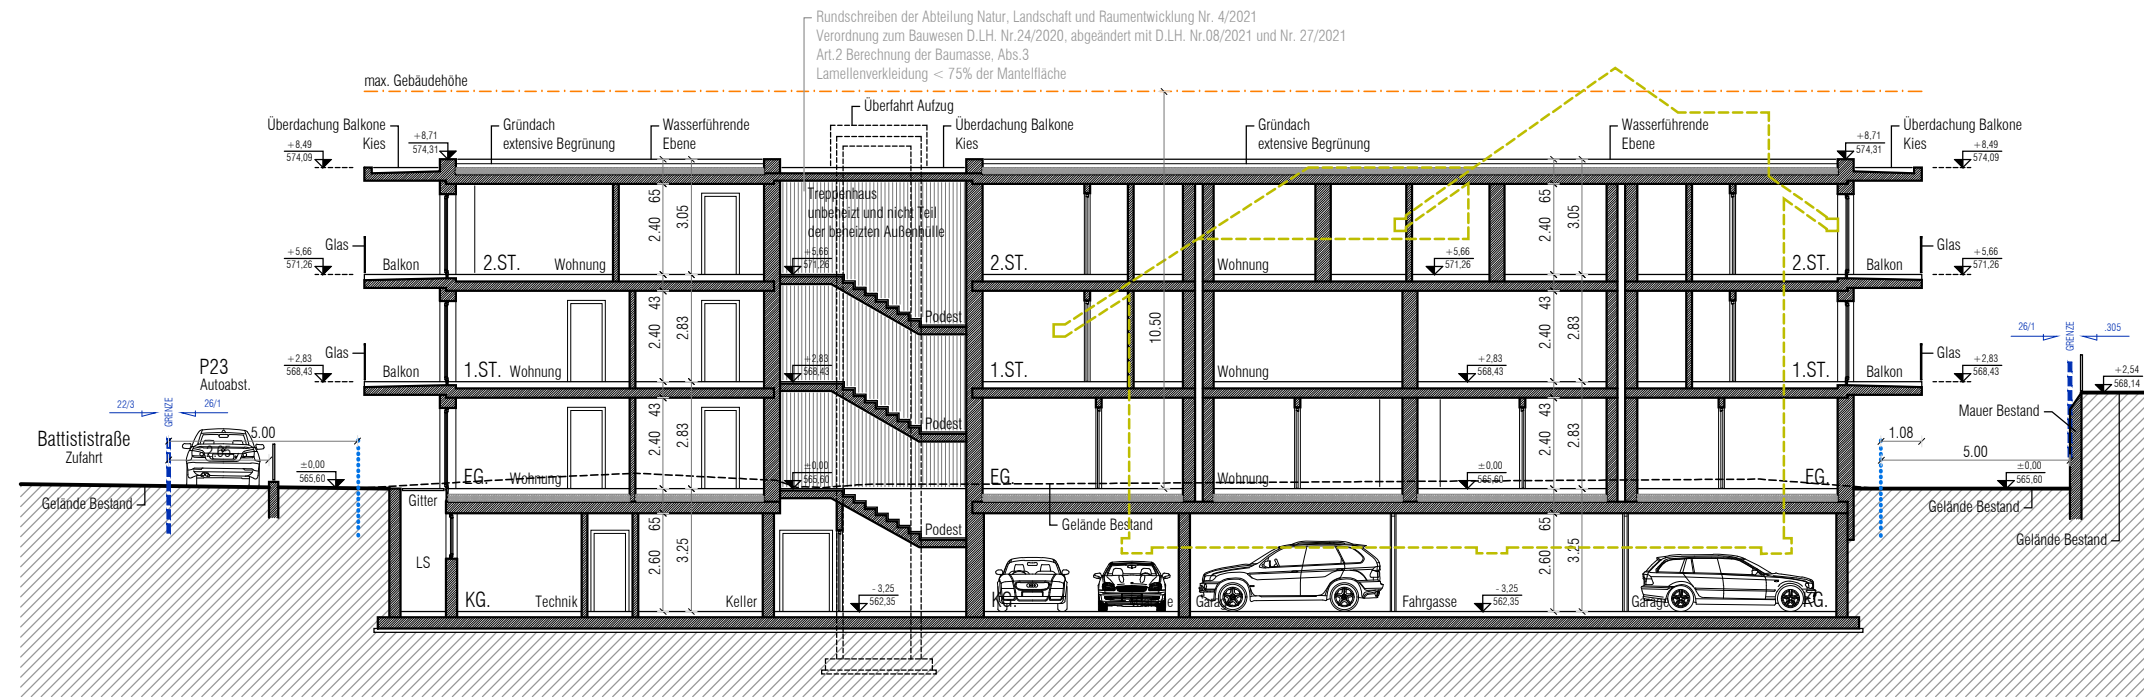 Rundschreiben der Abteilung Natur, Landschaft und Raumentwicklung Nr. 4/2021
Verordnung zum Bauwesen D.LH. Nr.24/2020, abgeändert mit D.LH. Nr.08/2021 und Nr. 27/2021
Art.2 Berechnung der Baumasse, Abs.3
Lamellenverkleidung < 75% der Mantelfläche
max. Gebäudehöhe
Überfahrt Aufzug
Überdachung Balkone
Kies
Gründach
extensive Begrünung
Wasserführende
Ebene
Überdachung Balkone
Kies
Gründach
extensive Begrünung
Wasserführende
Ebene
Überdachung Balkone
Kies
+8,49
574,09
+8,71
574,31
+8,71
574,31
+8,49
574,09
Treppenhaus
unbeheizt und nicht Teil
der beheizten Außenhülle
65
2.40
3.05
65
2.40
3.05
Glas
+5,66
571,26
Balkon
2.ST.
Wohnung
+5,66
571,26
2.ST.
Wohnung
+5,66
571,26
2.ST.
Balkon
Glas
+5,66
571,26
43
2.40
2.83
Podest
10.50
43
2.40
2.83
26/1
GRENZE
.305
Glas
+2,83
568,43
Balkon
1.ST.
Wohnung
+2,83
568,43
1.ST.
Wohnung
+2,83
568,43
1.ST.
Balkon
Glas
+2,83
568,43
+2,54
568,14
P23
Autoabst.
22/3
GRENZE
26/1
Battististraße
Zufahrt
5.00
43
2.40
2.83
Podest
43
2.40
2.83
Mauer Bestand
1.08
5.00
±0,00
565,60
EG.
Wohnung
±0,00
565,60
EG.
Wohnung
±0,00
565,60
EG.
±0,00
565,60
Gelände Bestand
Gitter
Podest
Gelände Bestand
Gelände Bestand
Gelände Bestand
LS
65
2.60
3.25
65
2.60
3.25
KG.
Technik
Keller
- 3,25
562,35
KG.
Garage
Fahrgasse
- 3,25
562,35
Garage
KG.